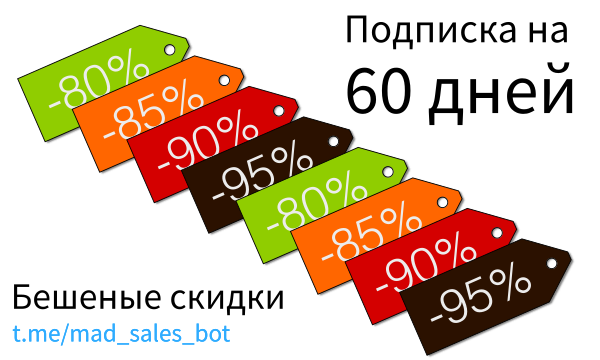 Подписка на
60 дней
-80%
-85%
-90%
-95%
-80%
-85%
-90%
-95%
Бешеные скидки
t.me/mad_sales_bot